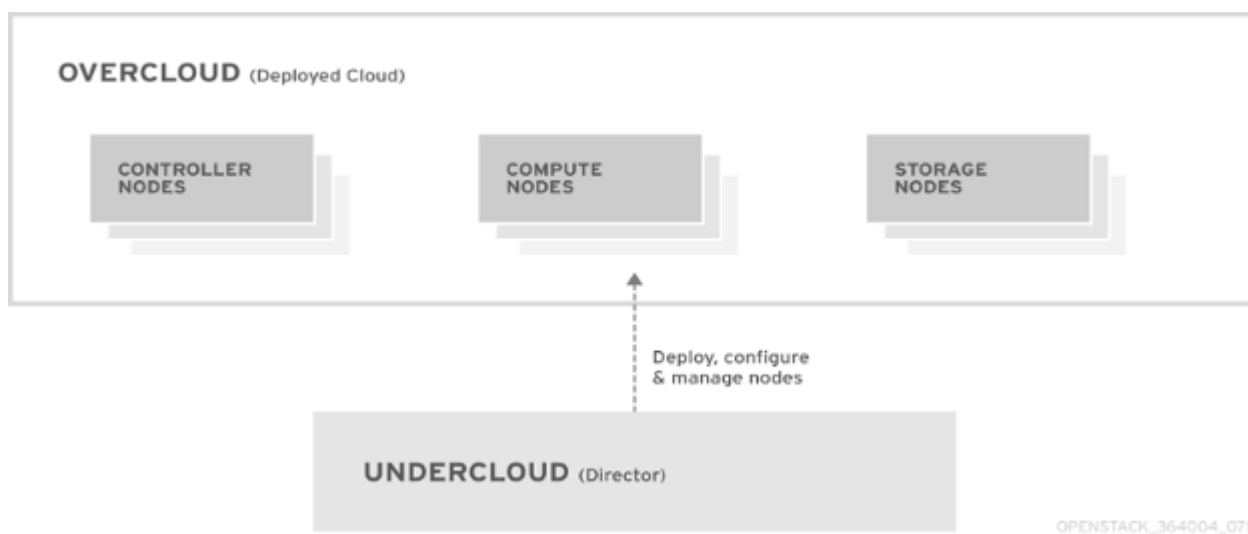 OVERCLOUD (Deployed Cloud)
CONTROLLER
NODES
COMPUTE
NODES
STORAGE
NODES
Deploy, configure
& manage nodes
UNDERCLOUD (Director)